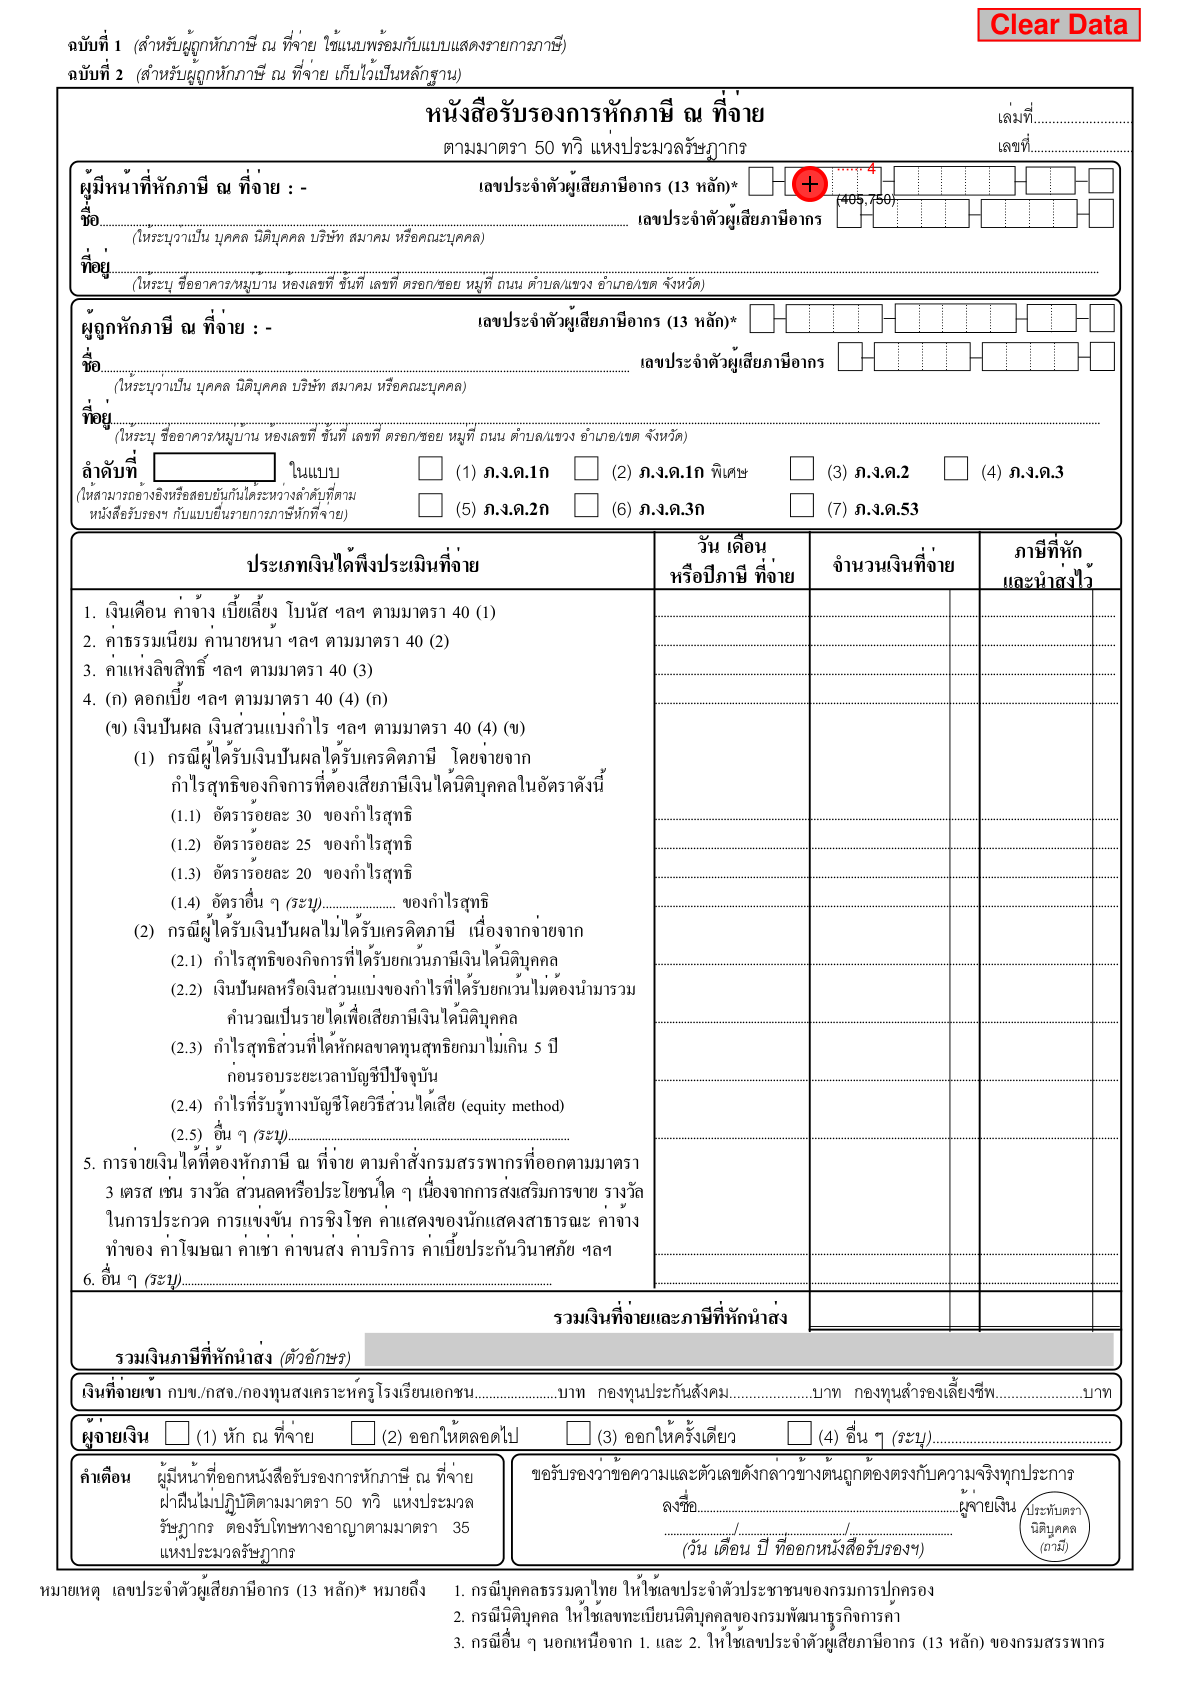 Clear Data
ฉบับที่ 1 (สำหรับผู้ถูกหักภาษี ณ ที่จ่าย ใช้แนบพร้อมกับแบบแสดงรายการภาษี)
ฉบับที่ 2 (สำหรับผู้ถูกหักภาษี ณ ที่จ่าย เก็บไว้เป็นหลักฐาน)
หนังสือรับรองการหักภาษี ณ ที่จ่าย
เล่มที่..........................
ตามมาตรา 50 ทวิ แห่งประมวลรัษฎากร
เลขที่..........................
ผู้มีหน้าที่หักภาษี ณ ที่จ่าย : -
เลขประจำตัวผู้เสียภาษีอากร (13 หลัก)*
4
(405,750)
ชื่อ.......................... เลขประจำตัวผู้เสียภาษีอากร
(ให้ระบุว่าเป็น บุคคล นิติบุคคล บริษัท สมาคม หรือคณะบุคคล)
ที่อยู่..........................
(ให้ระบุ ชื่ออาคาร/หมู่บ้าน ห้องเลขที่ ชั้นที่ เลขที่ ตรอก/ซอย หมู่ที่ ถนน ตำบล/แขวง อำเภอ/เขต จังหวัด)
ผู้ถูกหักภาษี ณ ที่จ่าย : -
เลขประจำตัวผู้เสียภาษีอากร (13 หลัก)*
ชื่อ.......................... เลขประจำตัวผู้เสียภาษีอากร
(ให้ระบุว่าเป็น บุคคล นิติบุคคล บริษัท สมาคม หรือคณะบุคคล)
ที่อยู่..........................
(ให้ระบุ ชื่ออาคาร/หมู่บ้าน ห้องเลขที่ ชั้นที่ เลขที่ ตรอก/ซอย หมู่ที่ ถนน ตำบล/แขวง อำเภอ/เขต จังหวัด)
ลำดับที่ ในแบบ (1) ภ.ง.ด.1ก (2) ภ.ง.ด.1ก พิเศษ (3) ภ.ง.ด.2 (4) ภ.ง.ด.3
(ให้สามารถอ้างอิงหรือสอบยันกันได้ระหว่างลำดับที่ตาม
หนังสือรับรองฯ กับแบบยื่นรายการภาษีหักที่จ่าย)
(5) ภ.ง.ด.2ก (6) ภ.ง.ด.3ก (7) ภ.ง.ด.53
ประเภทเงินได้พึงประเมินที่จ่าย
วัน เดือน
หรือปีภาษี ที่จ่าย
จำนวนเงินที่จ่าย
ภาษีที่หัก
และนำส่งไว้
1. เงินเดือน ค่าจ้าง เบี้ยเลี้ยง โบนัส ฯลฯ ตามมาตรา 40 (1)
2. ค่าธรรมเนียม ค่านายหน้า ฯลฯ ตามมาตรา 40 (2)
3. ค่าแห่งลิขสิทธิ์ ฯลฯ ตามมาตรา 40 (3)
4. (ก) ดอกเบี้ย ฯลฯ ตามมาตรา 40 (4) (ก)
(ข) เงินปันผล เงินส่วนแบ่งกำไร ฯลฯ ตามมาตรา 40 (4) (ข)
(1) กรณีผู้ได้รับเงินปันผลได้รับเครดิตภาษี โดยจ่ายจาก
กำไรสุทธิของกิจการที่ต้องเสียภาษีเงินได้นิติบุคคลในอัตราดังนี้
(1.1) อัตราร้อยละ 30 ของกำไรสุทธิ
(1.2) อัตราร้อยละ 25 ของกำไรสุทธิ
(1.3) อัตราร้อยละ 20 ของกำไรสุทธิ
(1.4) อัตราอื่น ๆ (ระบุ)...................... ของกำไรสุทธิ
(2) กรณีผู้ได้รับเงินปันผลไม่ได้รับเครดิตภาษี เนื่องจากจ่ายจาก
(2.1) กำไรสุทธิของกิจการที่ได้รับยกเว้นภาษีเงินได้นิติบุคคล
(2.2) เงินปันผลหรือเงินส่วนแบ่งของกำไรที่ได้รับยกเว้นไม่ต้องนำมารวม
คำนวณเป็นรายได้เพื่อเสียภาษีเงินได้นิติบุคคล
(2.3) กำไรสุทธิส่วนที่ได้หักผลขาดทุนสุทธิยกมาไม่เกิน 5 ปี
ก่อนรอบระยะเวลาบัญชีปีปัจจุบัน
(2.4) กำไรที่รับรู้ทางบัญชีโดยวิธีส่วนได้เสีย (equity method)
(2.5) อื่น ๆ (ระบุ)..........................
5. การจ่ายเงินได้ที่ต้องหักภาษี ณ ที่จ่าย ตามคำสั่งกรมสรรพากรที่ออกตามมาตรา
3 เตรส เช่น รางวัล ส่วนลดหรือประโยชน์ใด ๆ เนื่องจากการส่งเสริมการขาย รางวัล
ในการประกวด การแข่งขัน การชิงโชค ค่าแสดงของนักแสดงสาธารณะ ค่าจ้าง
ทำของ ค่าโฆษณา ค่าเช่า ค่าขนส่ง ค่าบริการ ค่าเบี้ยประกันวินาศภัย ฯลฯ
6. อื่น ๆ (ระบุ)..........................
รวมเงินที่จ่ายและภาษีที่หักนำส่ง
รวมเงินภาษีที่หักนำส่ง (ตัวอักษร)
เงินที่จ่ายเข้า กบข./กสจ./กองทุนสงเคราะห์ครูโรงเรียนเอกชน......................บาท กองทุนประกันสังคม......................บาท กองทุนสำรองเลี้ยงชีพ......................บาท
ผู้จ่ายเงิน (1) หัก ณ ที่จ่าย (2) ออกให้ตลอดไป (3) ออกให้ครั้งเดียว (4) อื่น ๆ (ระบุ)..........................
คำเตือน ผู้มีหน้าที่ออกหนังสือรับรองการหักภาษี ณ ที่จ่าย
ฝ่าฝืนไม่ปฏิบัติตามมาตรา 50 ทวิ แห่งประมวล
รัษฎากร ต้องรับโทษทางอาญาตามมาตรา 35
แห่งประมวลรัษฎากร
ขอรับรองว่าข้อความและตัวเลขดังกล่าวข้างต้นถูกต้องตรงกับความจริงทุกประการ
ลงชื่อ..........................ผู้จ่ายเงิน
................../........................../..........................
(วัน เดือน ปี ที่ออกหนังสือรับรองฯ)
ประทับตรา
นิติบุคคล
(ถ้ามี)
หมายเหตุ เลขประจำตัวผู้เสียภาษีอากร (13 หลัก)* หมายถึง 1. กรณีบุคคลธรรมดาไทย ให้ใช้เลขประจำตัวประชาชนของกรมการปกครอง
2. กรณีนิติบุคคล ให้ใช้เลขทะเบียนนิติบุคคลของกรมพัฒนาธุรกิจการค้า
3. กรณีอื่น ๆ นอกเหนือจาก 1. และ 2. ให้ใช้เลขประจำตัวผู้เสียภาษีอากร (13 หลัก) ของกรมสรรพากร